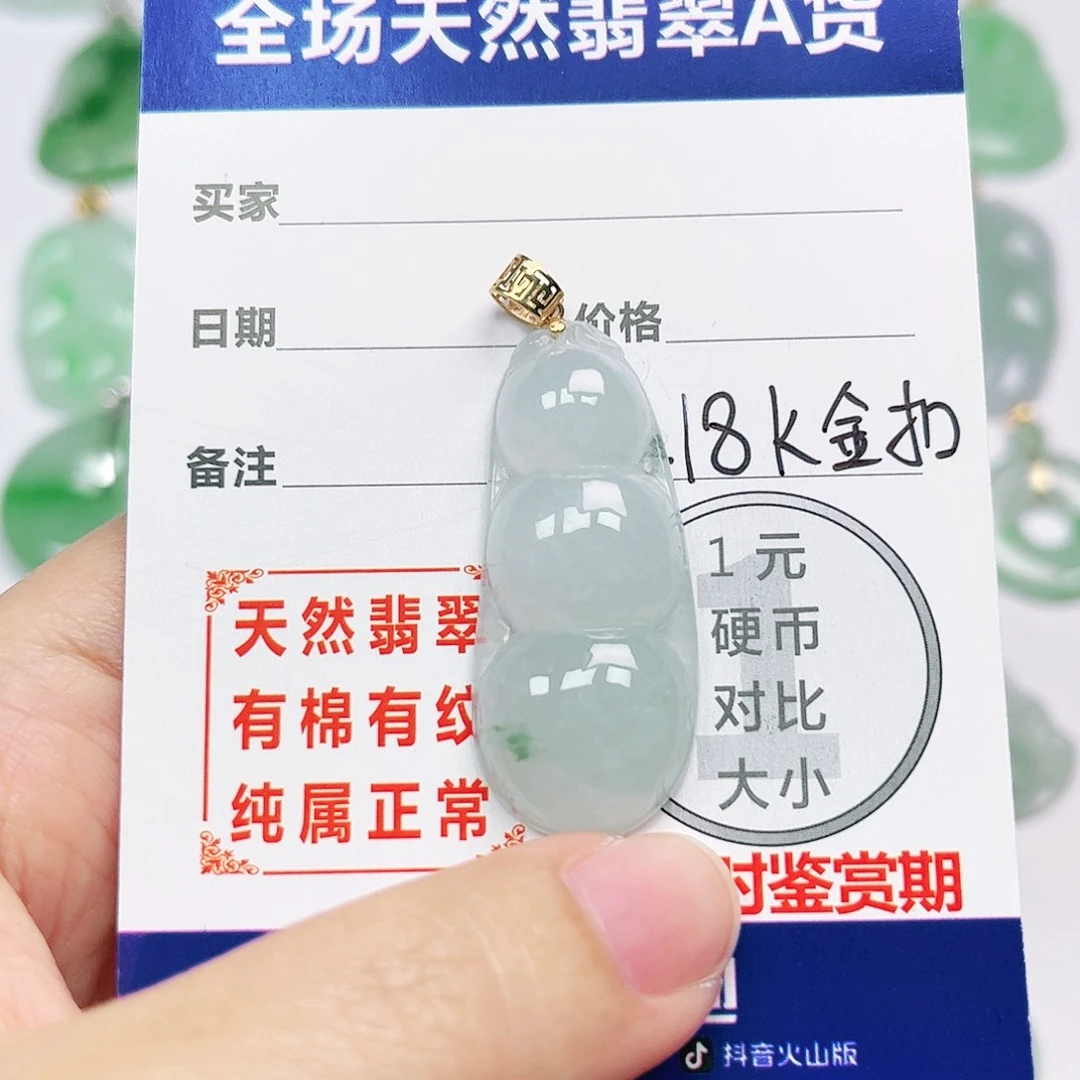 全场天然翡翠A货
买家
日期 价格
备注 18K金扣
天然翡翠
有棉有纹
纯属正常
1元
硬币
对比
大小
时鉴赏期
抖音火山版